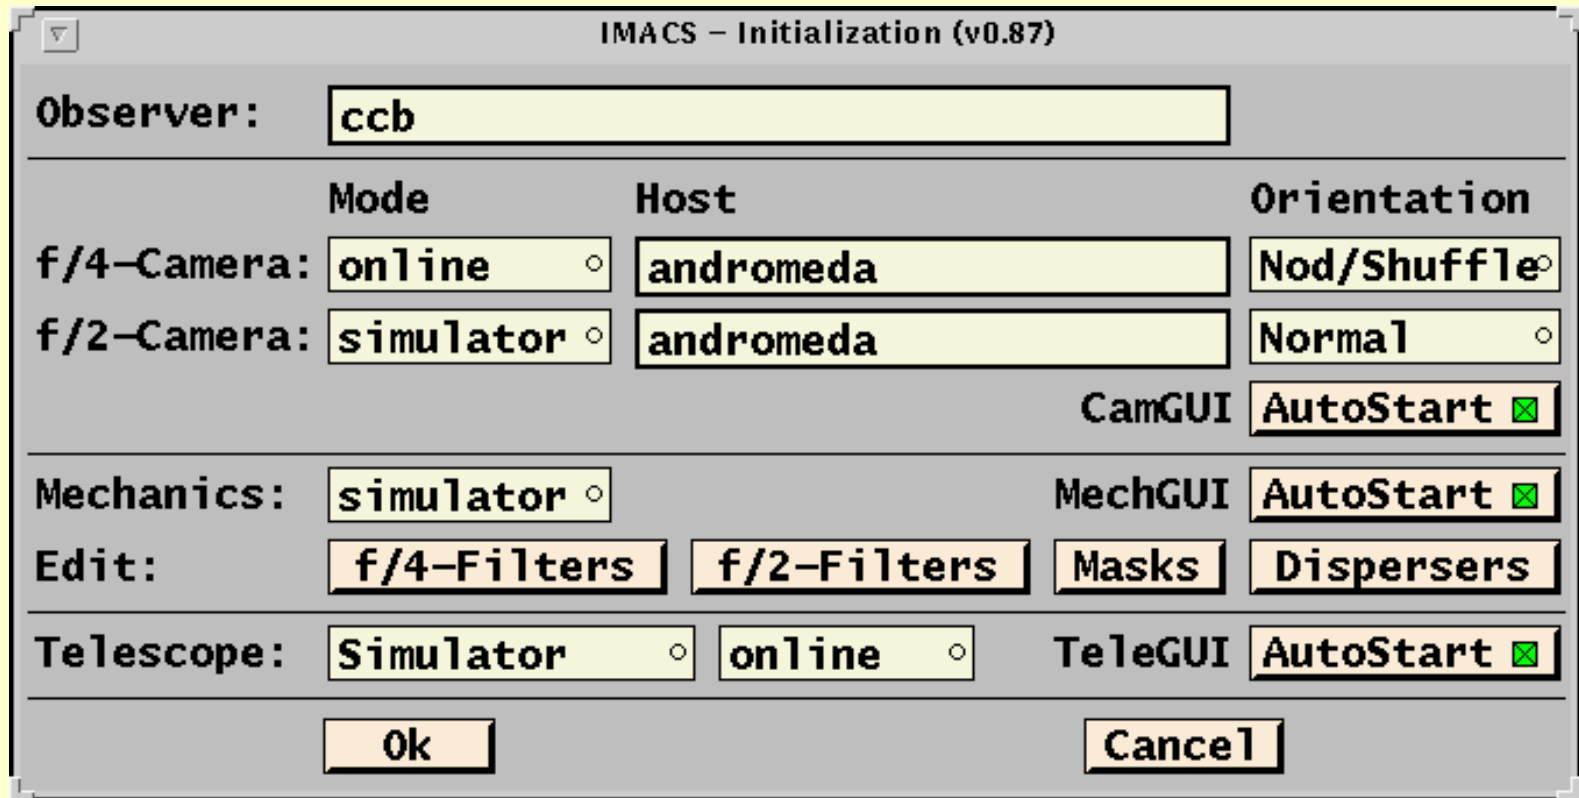 IMACS – Initialization (v0.87)
Observer: ccb
Mode Host Orientation
f/4–Camera: online andromeda Nod/Shuffle
f/2–Camera: simulator andromeda Normal
CamGUI AutoStart
Mechanics: simulator MechGUI AutoStart
Edit: f/4–Filters f/2–Filters Masks Dispersers
Telescope: Simulator online TeleGUI AutoStart
Ok Cancel